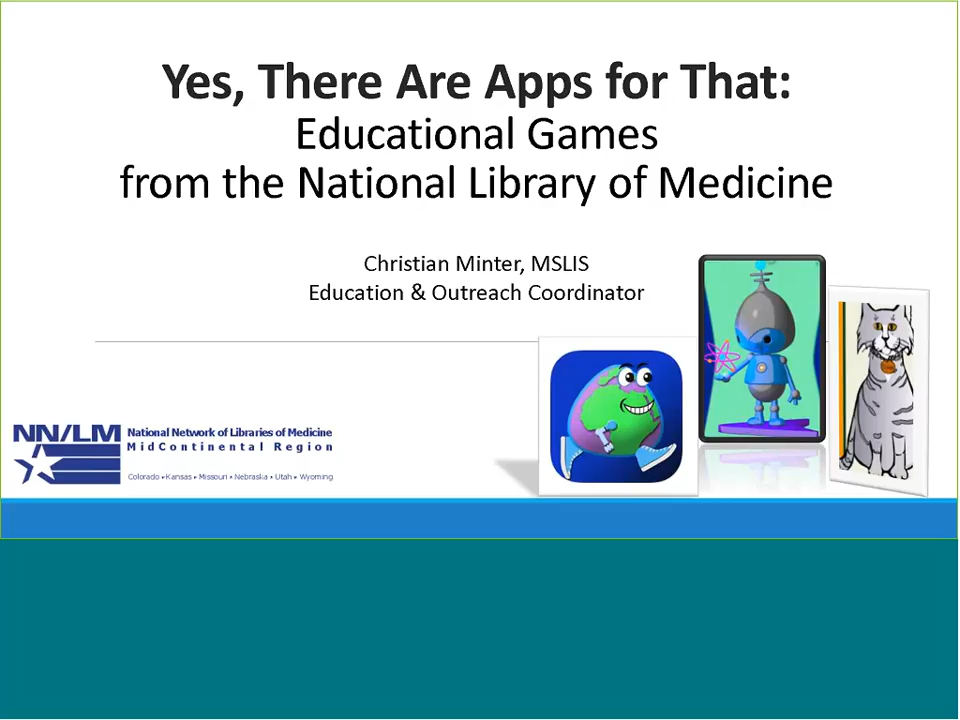 Yes, There Are Apps for That:
Educational Games
from the National Library of Medicine
Christian Minter, MSLIS
Education & Outreach Coordinator
NN/LM
National Network of Libraries of Medicine
MidContinental Region
Colorado • Kansas • Missouri • Nebraska • Utah • Wyoming